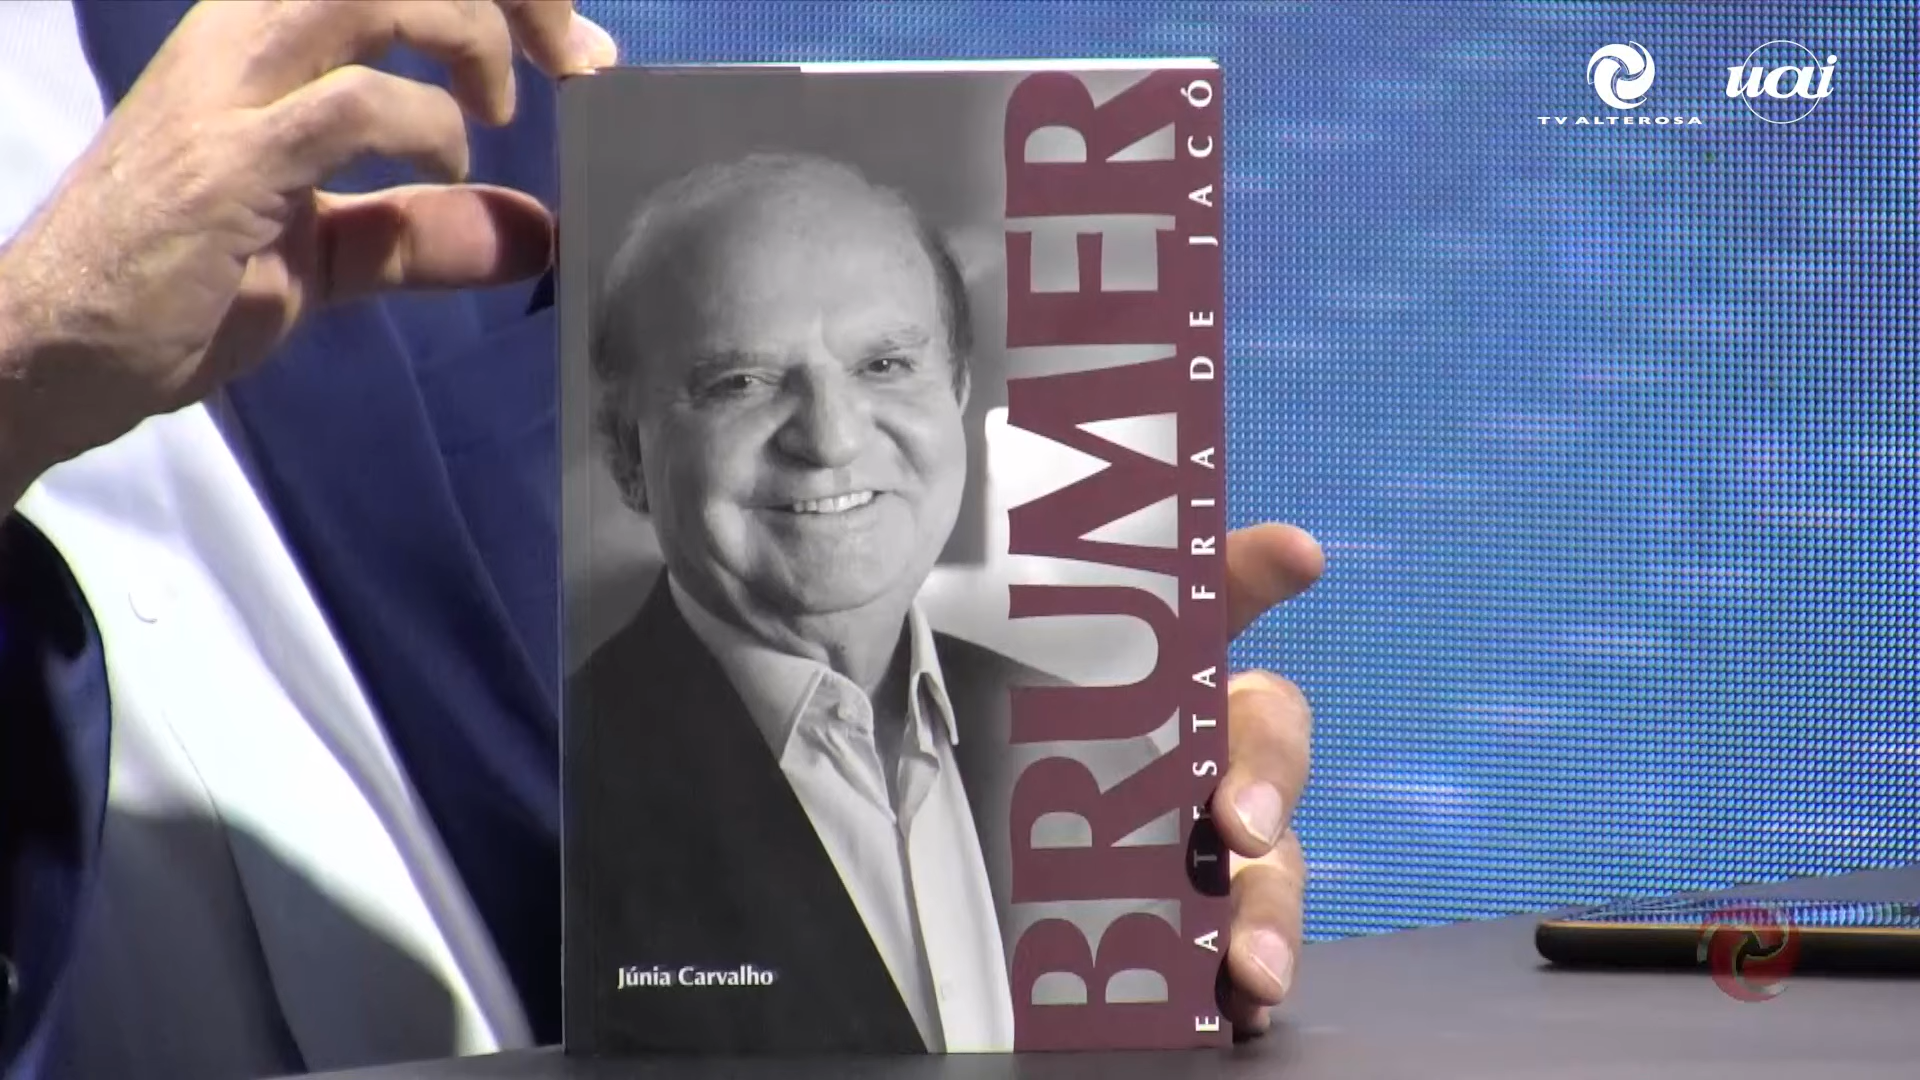 TV ALTEROSA
uai
BRUMER
E A TESTA FRIA DE JACÓ
Júnia Carvalho